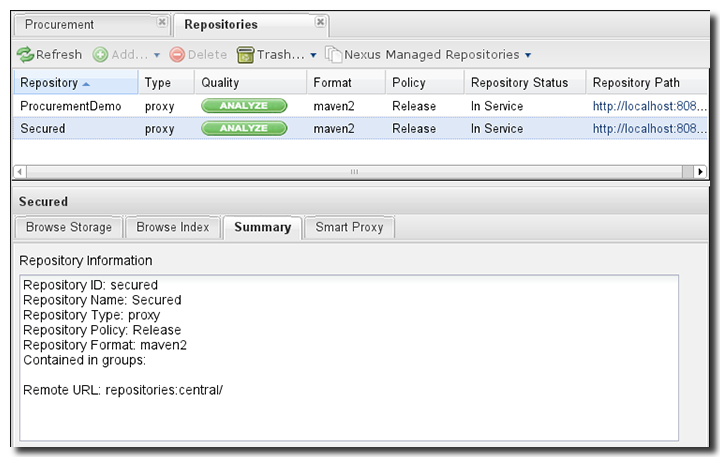 Procurement
Repositories
Refresh Add... Delete Trash... Nexus Managed Repositories
Repository Type Quality Format Policy Repository Status Repository Path
ProcurementDemo proxy ANALYZE maven2 Release In Service http://localhost:808...
Secured proxy ANALYZE maven2 Release In Service http://localhost:808...
Secured
Browse Storage Browse Index Summary Smart Proxy
Repository Information
Repository ID: secured
Repository Name: Secured
Repository Type: proxy
Repository Policy: Release
Repository Format: maven2
Contained in groups:
Remote URL: repositories:central/